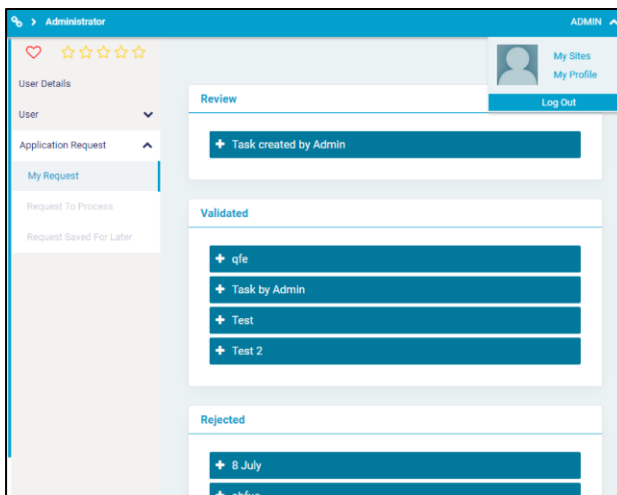 Administrator
ADMIN
My Sites
My Profile
Log Out
User Details
User
Application Request
My Request
Request To Process
Request Saved For Later
Review
Task created by Admin
Validated
qfe
Task by Admin
Test
Test 2
Rejected
8 July